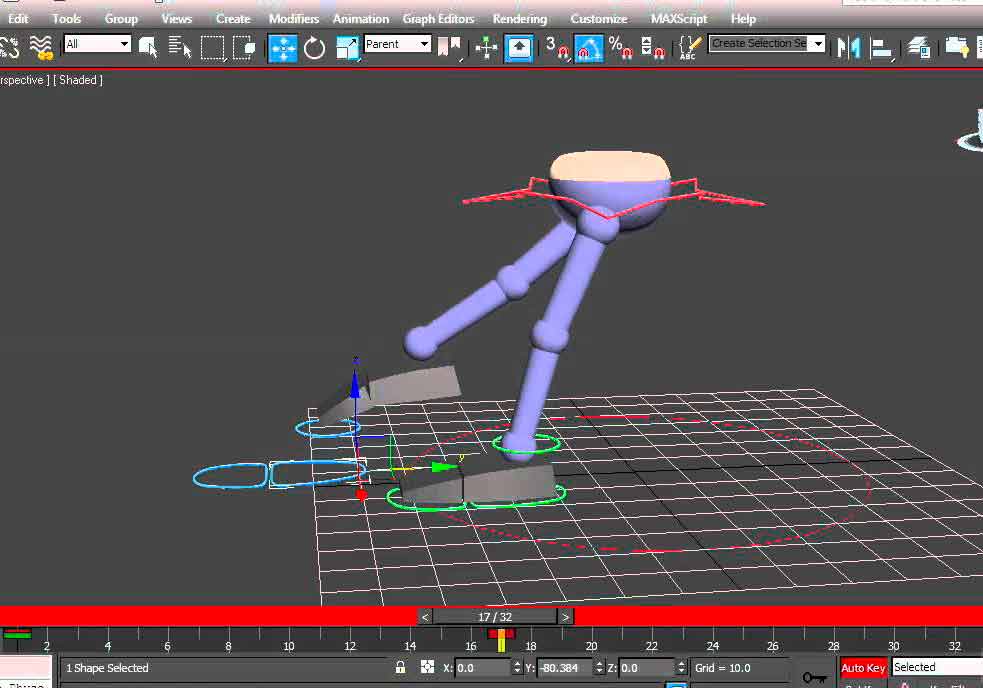 Edit Tools Group Views Create Modifiers Animation Graph Editors Rendering Customize MAXScript Help
All Parent 3 % ABC Create Selection Se
rspective ] [ Shaded ]
z
y
< 17 / 32 >
2 4 6 8 10 12 14 16 18 20 22 24 26 28 30 32
1 Shape Selected X: 0.0 Y: -80.384 Z: 0.0 Grid = 10.0 Auto Key Selected